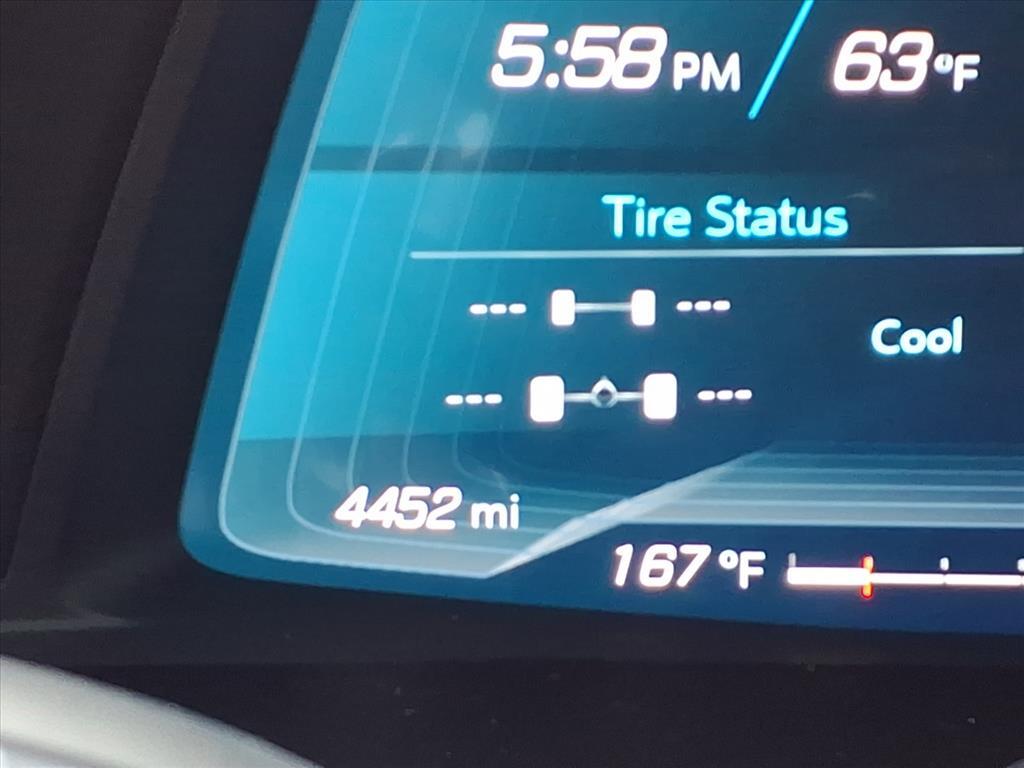 5:58 PM 63°F
Tire Status
--- ---
Cool
--- ---
4452 mi
167 °F